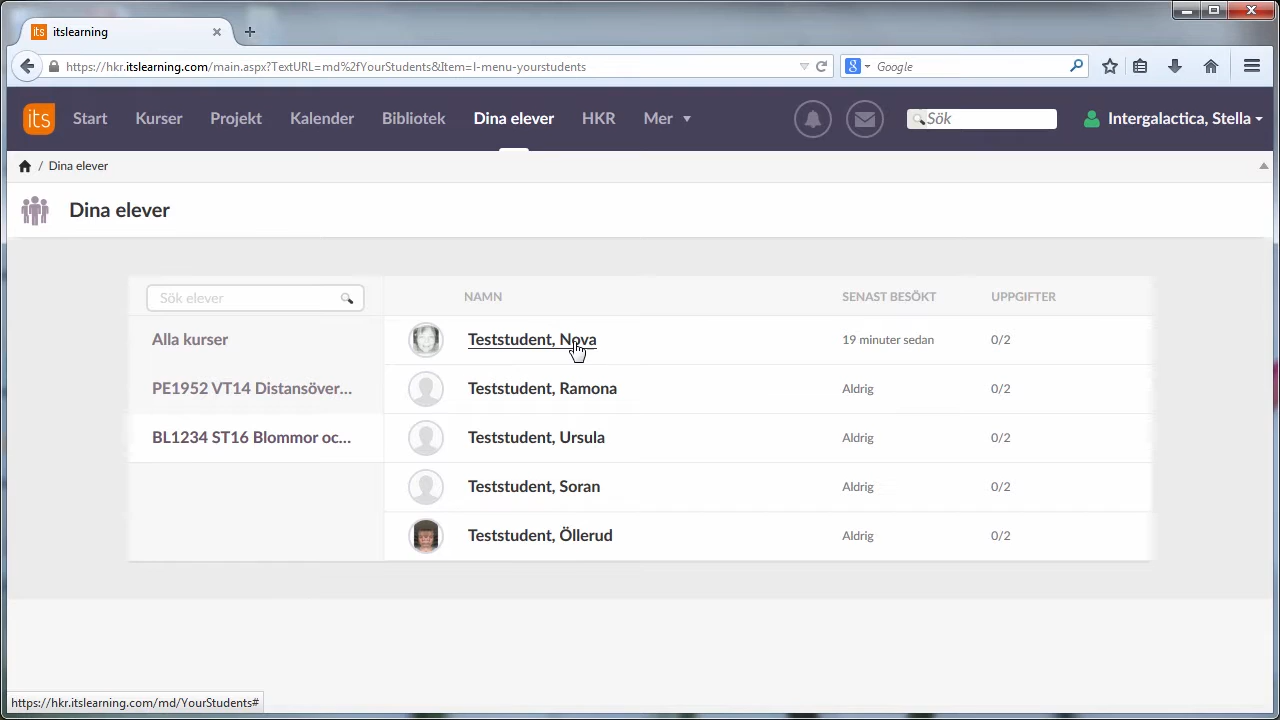 its itslearning
https://hkr.itslearning.com/main.aspx?TextURL=md%2fYourStudents&Item=l-menu-yourstudents
Google
its Start Kurser Projekt Kalender Bibliotek Dina elever HKR Mer Sök Intergalactica, Stella
/ Dina elever
Dina elever
Sök elever NAMN SENAST BESÖKT UPPGIFTER
Alla kurser Teststudent, Nova 19 minuter sedan 0/2
PE1952 VT14 Distansöver... Teststudent, Ramona Aldrig 0/2
BL1234 ST16 Blommor oc... Teststudent, Ursula Aldrig 0/2
Teststudent, Soran Aldrig 0/2
Teststudent, Öllerud Aldrig 0/2
https://hkr.itslearning.com/md/YourStudents#